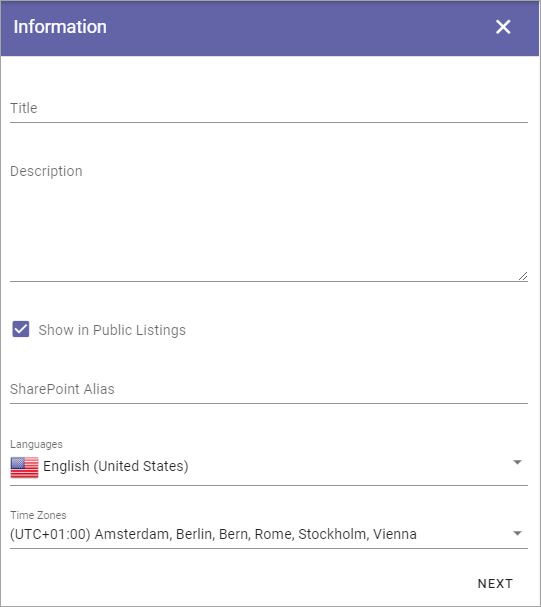 Information
Title
Description
Show in Public Listings
SharePoint Alias
Languages
English (United States)
Time Zones
(UTC+01:00) Amsterdam, Berlin, Bern, Rome, Stockholm, Vienna
NEXT